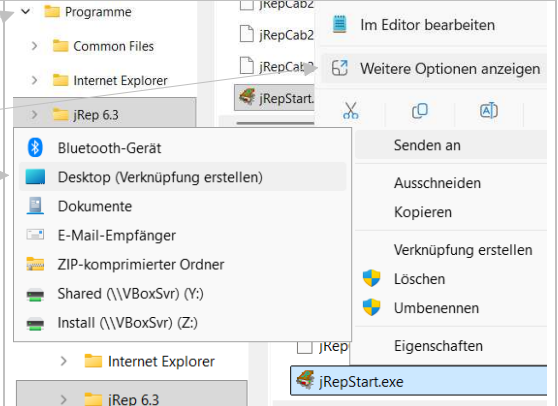 Programme
Common Files
Internet Explorer
jRep 6.3
jRepCab2
jRepCab2
jRepStart.
Im Editor bearbeiten
Weitere Optionen anzeigen
Senden an
Ausschneiden
Kopieren
Verknüpfung erstellen
Löschen
Umbenennen
Eigenschaften
Bluetooth-Gerät
Desktop (Verknüpfung erstellen)
Dokumente
E-Mail-Empfänger
ZIP-komprimierter Ordner
Shared (\\VBoxSvr) (Y:)
Install (\\VBoxSvr) (Z:)
Internet Explorer
jRep 6.3
jRepStart.exe